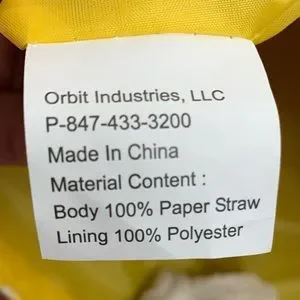 Orbit Industries, LLC
P-847-433-3200
Made In China
Material Content :
Body 100% Paper Straw
Lining 100% Polyester